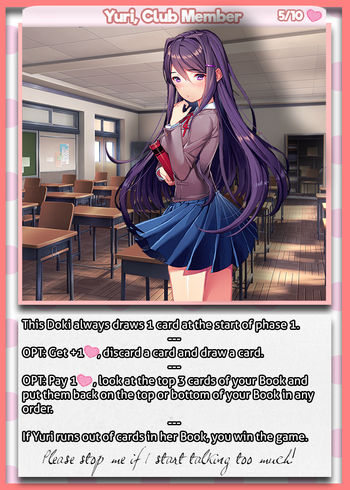 Yuri, Club Member 5/10
This Doki always draws 1 card at the start of phase 1.
---
OPT: Get +1, discard a card and draw a card.
---
OPT: Pay 1, look at the top 3 cards of your Book and
put them back on the top or bottom of your Book in any
order.
---
If Yuri runs out of cards in her Book, you win the game.
Please stop me if i start talking too much!